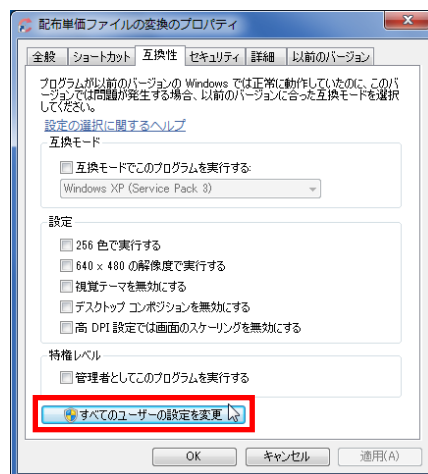 配布単価ファイルの変換のプロパティ
全般 ショートカット 互換性 セキュリティ 詳細 以前のバージョン
プログラムが以前のバージョンの Windows では正常に動作していたのに、このバ
ージョンでは問題が発生する場合、以前のバージョンに合った互換モードを選択
してください。
設定の選択に関するヘルプ
互換モード
互換モードでこのプログラムを実行する:
Windows XP (Service Pack 3)
設定
256 色で実行する
640 x 480 の解像度で実行する
視覚テーマを無効にする
デスクトップ コンポジションを無効にする
高 DPI 設定では画面のスケーリングを無効にする
特権レベル
管理者としてこのプログラムを実行する
すべてのユーザーの設定を変更
OK キャンセル 適用(A)